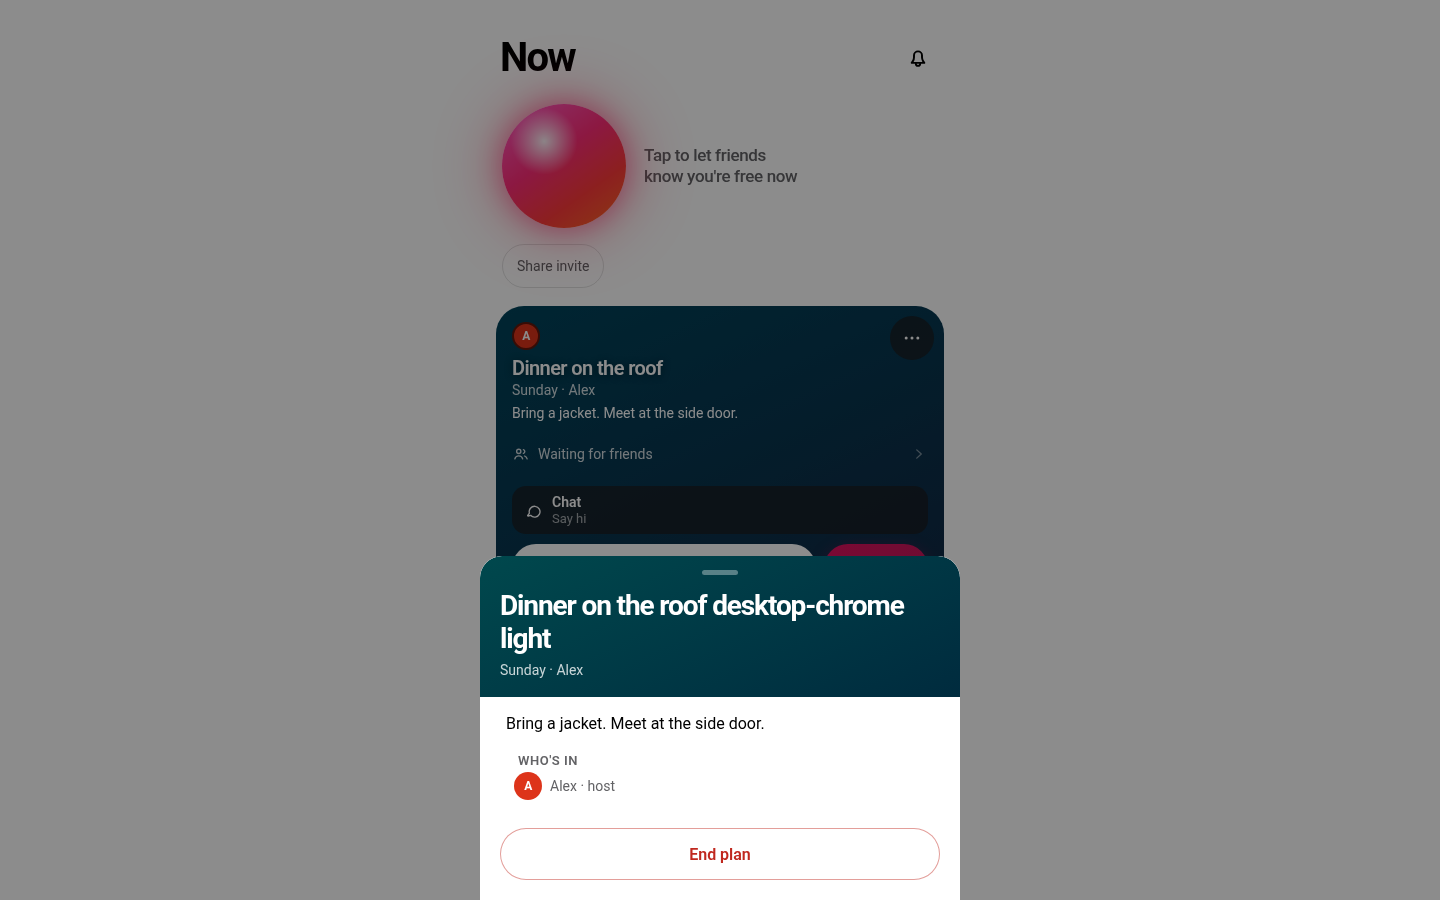 Now
Tap to let friends
know you're free now
Share invite
A
Dinner on the roof
Sunday · Alex
Bring a jacket. Meet at the side door.
Waiting for friends
Chat
Say hi
Dinner on the roof desktop-chrome
light
Sunday · Alex
Bring a jacket. Meet at the side door.
WHO'S IN
A
Alex · host
End plan